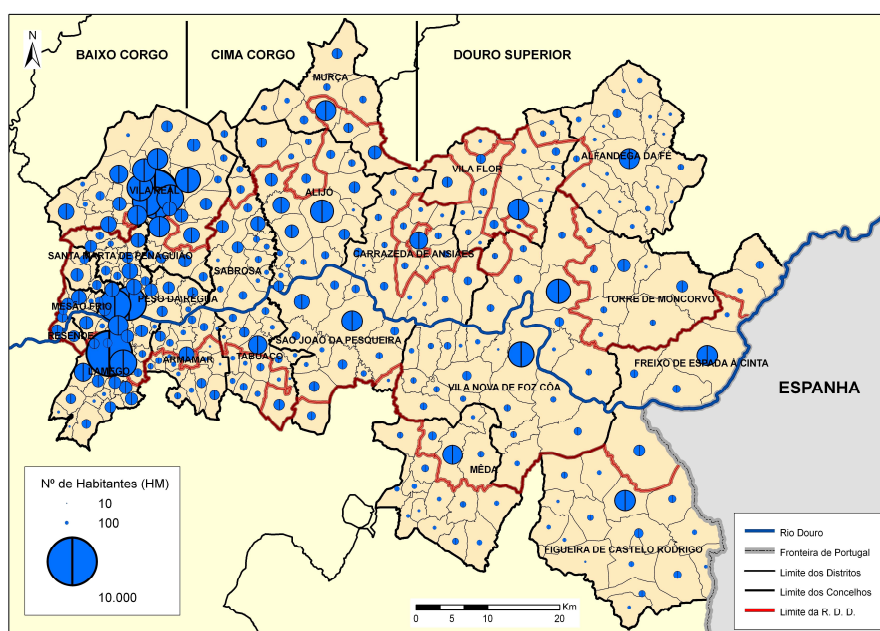 N
BAIXO CORGO
CIMA CORGO
DOURO SUPERIOR
MURÇA
ALFANDEGA DA FÉ
VILA FLOR
VILA REAL
ALIJÓ
SANTA MARTA DE PENAGUIÃO
CARRAZEDA DE ANSIÃES
SABROSA
MESÃO FRIO
PESO DA RÉGUA
TORRE DE MONCORVO
RESENDE
SÃO JOÃO DA PESQUEIRA
ARMAMAR
TABUAÇO
LAMEGO
FREIXO DE ESPADA À CINTA
VILA NOVA DE FOZ CÔA
ESPANHA
MÊDA
FIGUEIRA DE CASTELO RODRIGO
Nº de Habitantes (HM)
10
100
10.000
Rio Douro
Fronteira de Portugal
Limite dos Distritos
Limite dos Concelhos
Limite da R. D. D.
Km
0 5 10 20